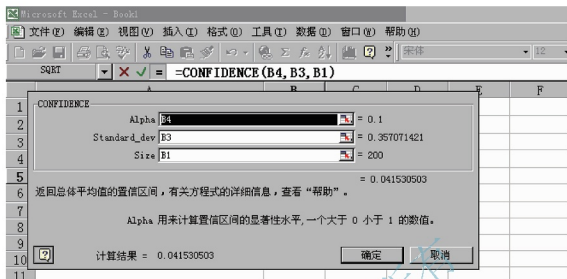 Microsoft Excel - Book1
文件(F) 编辑(E) 视图(V) 插入(I) 格式(O) 工具(T) 数据(D) 窗口(W) 帮助(H)
宋体 12
SQRT =CONFIDENCE(B4,B3,B1)
A B C D E F
1 CONFIDENCE
2 Alpha B4 = 0.1
3 Standard_dev B3 = 0.357071421
4 Size B1 = 200
5 = 0.041530503
6 返回总体平均值的置信区间，有关方程式的详细信息，查看“帮助”。
7
8 Alpha 用来计算置信区间的显著性水平,一个大于 0 小于 1 的数值。
9
10 计算结果 = 0.041530503 确定 取消
11